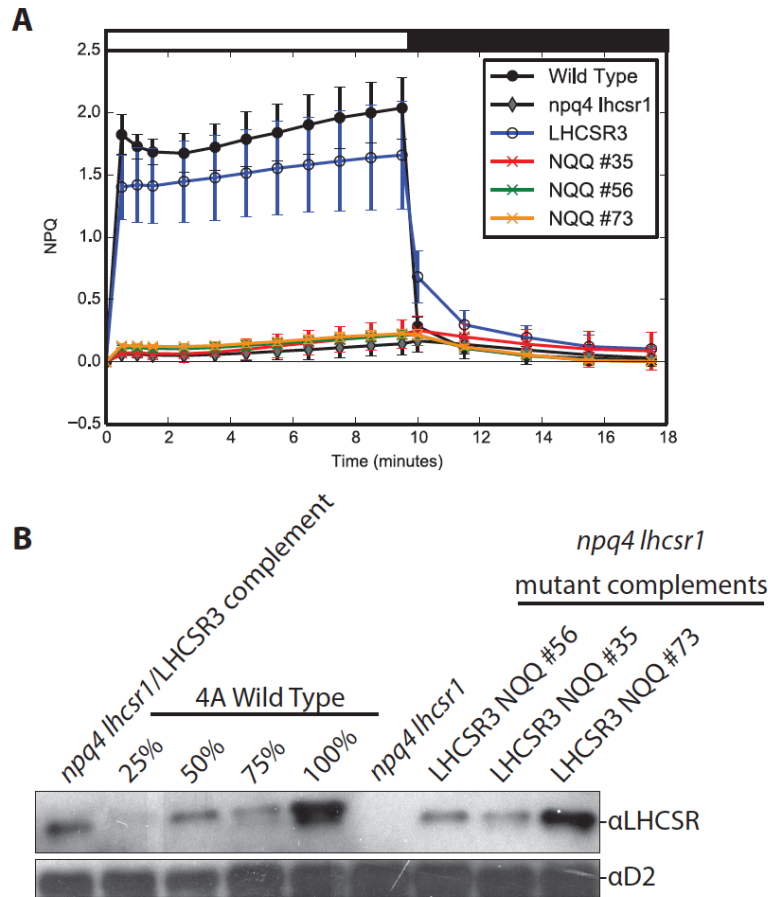 A
Wild Type
npq4 lhcsr1
LHCSR3
NQQ #35
NQQ #56
NQQ #73
NPQ
2.5
2.0
1.5
1.0
0.5
0.0
−0.5
0 2 4 6 8 10 12 14 16 18
Time (minutes)
B
npq4 lhcsr1/LHCSR3 complement
4A Wild Type
25%
50%
75%
100%
npq4 lhcsr1
npq4 lhcsr1
mutant complements
LHCSR3 NQQ #56
LHCSR3 NQQ #35
LHCSR3 NQQ #73
αLHCSR
αD2